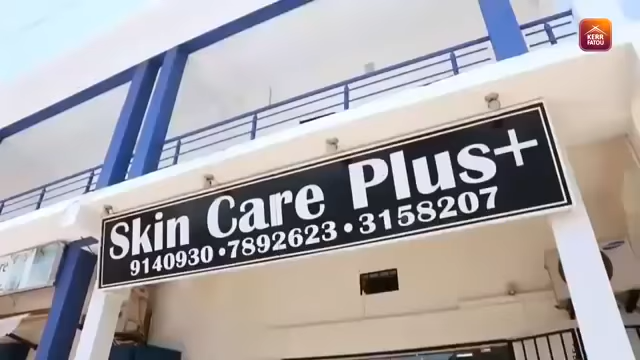 KERR
FATOU
Skin Care Plus+
9140930 • 7892623 • 3158207